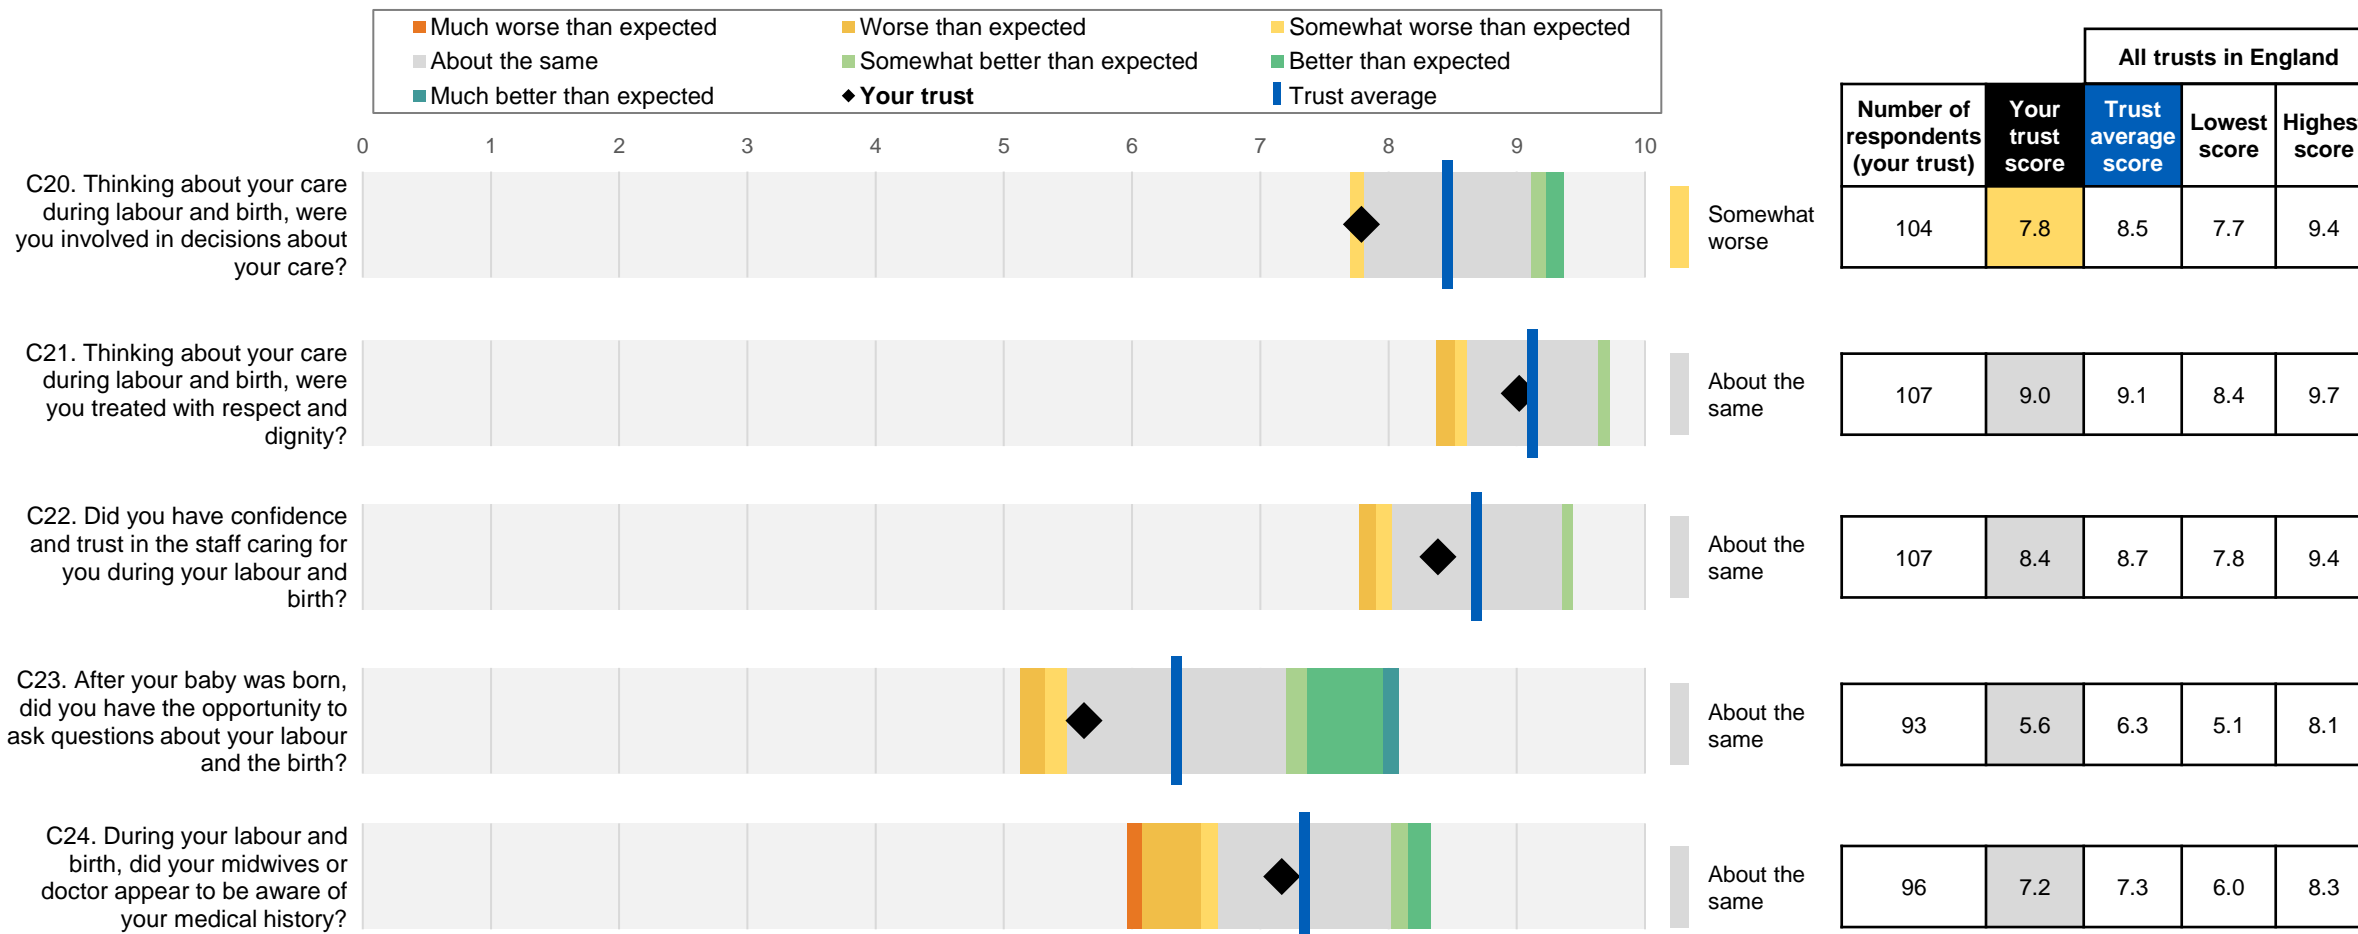 Much worse than expected
Worse than expected
Somewhat worse than expected
About the same
Somewhat better than expected
Better than expected
Much better than expected
Your trust
Trust average
All trusts in England
Number of
respondents
(your trust)
Your
trust
score
Trust
average
score
Lowest
score
Highes
score
0 1 2 3 4 5 6 7 8 9 10
C20. Thinking about your care
during labour and birth, were
you involved in decisions about
your care?
Somewhat
worse
104 7.8 8.5 7.7 9.4
C21. Thinking about your care
during labour and birth, were
you treated with respect and
dignity?
About the
same
107 9.0 9.1 8.4 9.7
C22. Did you have confidence
and trust in the staff caring for
you during your labour and
birth?
About the
same
107 8.4 8.7 7.8 9.4
C23. After your baby was born,
did you have the opportunity to
ask questions about your labour
and the birth?
About the
same
93 5.6 6.3 5.1 8.1
C24. During your labour and
birth, did your midwives or
doctor appear to be aware of
your medical history?
About the
same
96 7.2 7.3 6.0 8.3